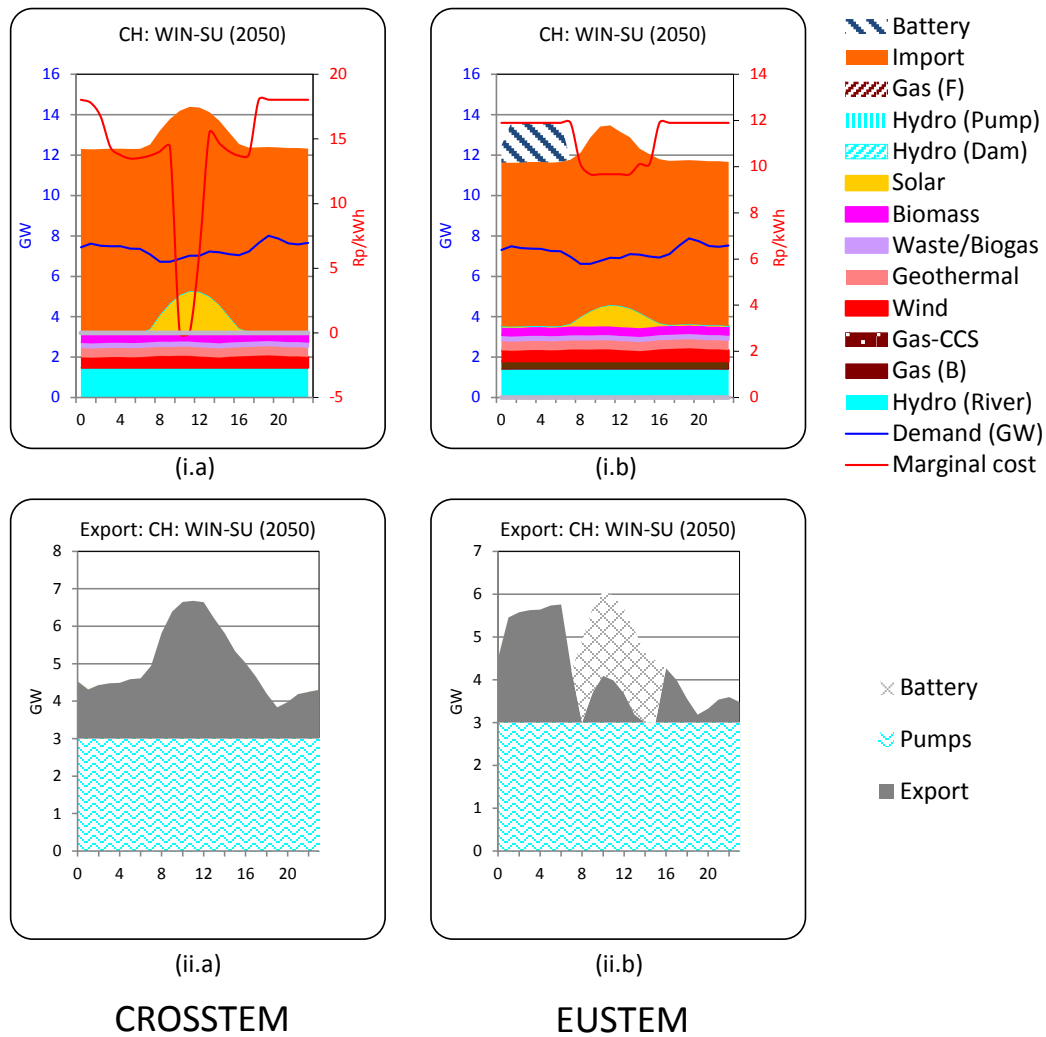 CH: WIN-SU (2050)
16
14
12
10
8
6
4
2
0
GW
20
15
10
5
0
-5
Rp/kWh
0 4 8 12 16 20
(i.a)
CH: WIN-SU (2050)
16
14
12
10
8
6
4
2
0
GW
14
12
10
8
6
4
2
0
Rp/kWh
0 4 8 12 16 20
(i.b)
Battery
Import
Gas (F)
Hydro (Pump)
Hydro (Dam)
Solar
Biomass
Waste/Biogas
Geothermal
Wind
Gas-CCS
Gas (B)
Hydro (River)
Demand (GW)
Marginal cost
Export: CH: WIN-SU (2050)
8
7
6
5
4
3
2
1
0
GW
0 4 8 12 16 20
(ii.a)
Export: CH: WIN-SU (2050)
7
6
5
4
3
2
1
0
GW
0 4 8 12 16 20
(ii.b)
Battery
Pumps
Export
CROSSTEM
EUSTEM